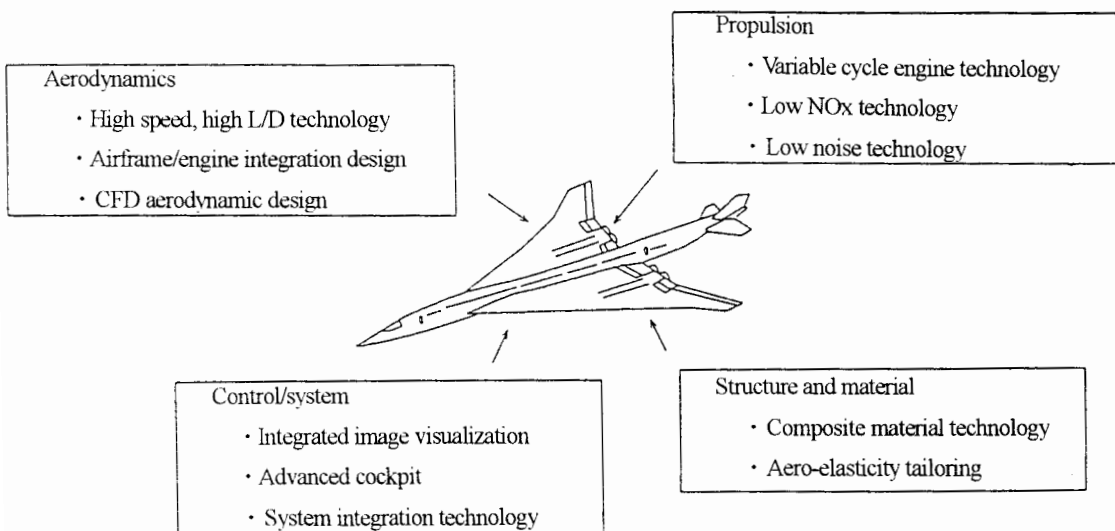 Aerodynamics
・High speed, high L/D technology
・Airframe/engine integration design
・CFD aerodynamic design
Propulsion
・Variable cycle engine technology
・Low NOx technology
・Low noise technology
Control/system
・Integrated image visualization
・Advanced cockpit
・System integration technology
Structure and material
・Composite material technology
・Aero-elasticity tailoring